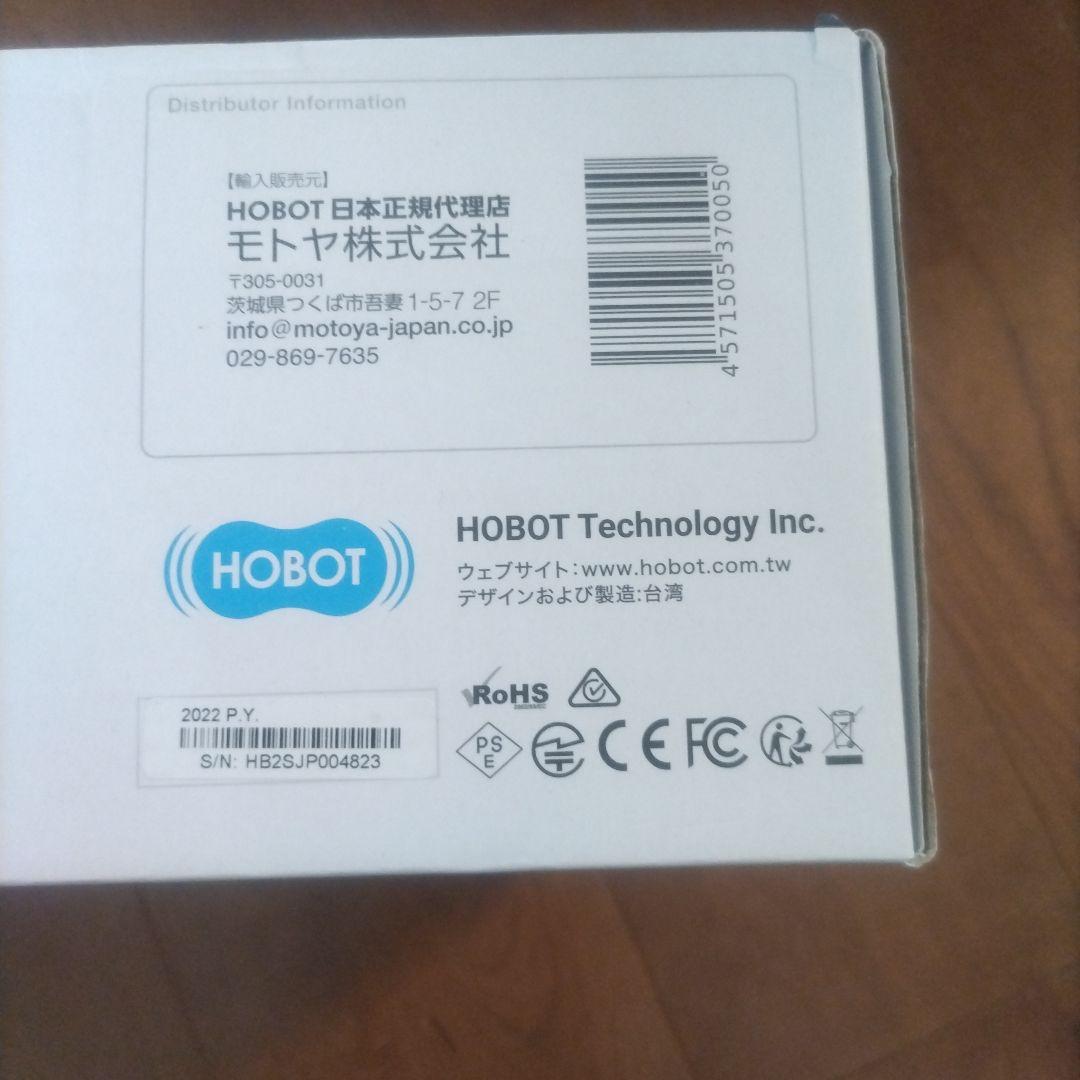 Distributor Information
【輸入販売元】
HOBOT 日本正規代理店
モトヤ株式会社
〒305-0031
茨城県つくば市吾妻 1-5-7 2F
info@motoya-japan.co.jp
029-869-7635
4571505370050
HOBOT
HOBOT Technology Inc.
ウェブサイト:www.hobot.com.tw
デザインおよび製造:台湾
2022 P.Y.
S/N: HB2SJP004823
RoHS
PS
E
CE FC